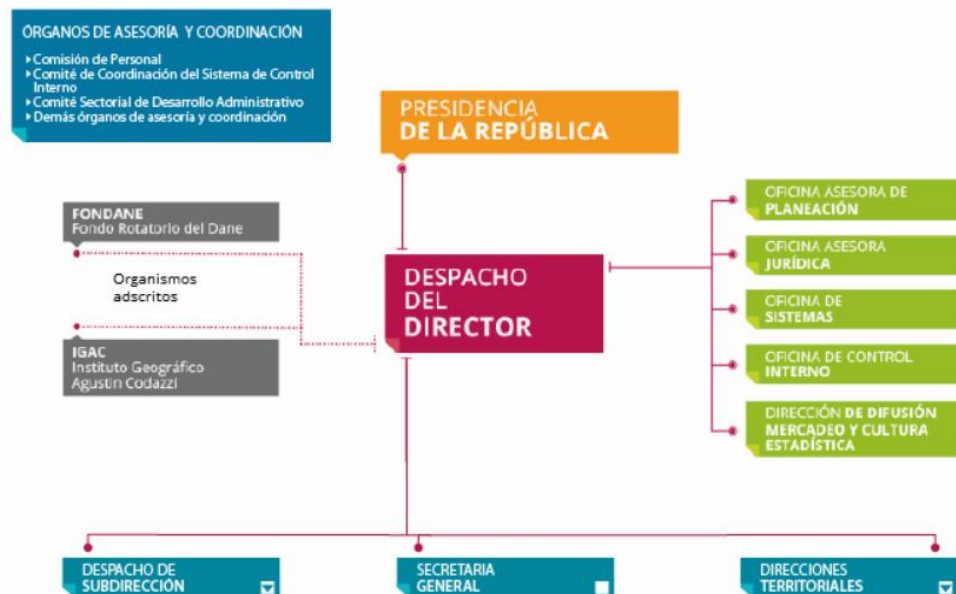 ÓRGANOS DE ASESORÍA Y COORDINACIÓN
Comisión de Personal
Comité de Coordinación del Sistema de Control
Interno
Comité Sectorial de Desarrollo Administrativo
Demás órganos de asesoría y coordinación
PRESIDENCIA
DE LA REPÚBLICA
FONDANE
Fondo Rotatorio del Dane
Organismos
adscritos
IGAC
Instituto Geográfico
Agustín Codazzi
DESPACHO
DEL
DIRECTOR
OFICINA ASESORA DE
PLANEACIÓN
OFICINA ASESORA
JURÍDICA
OFICINA DE
SISTEMAS
OFICINA DE CONTROL
INTERNO
DIRECCIÓN DE DIFUSIÓN
MERCADEO Y CULTURA
ESTADÍSTICA
DESPACHO DE
SUBDIRECCIÓN
SECRETARIA
GENERAL
DIRECCIONES
TERRITORIALES